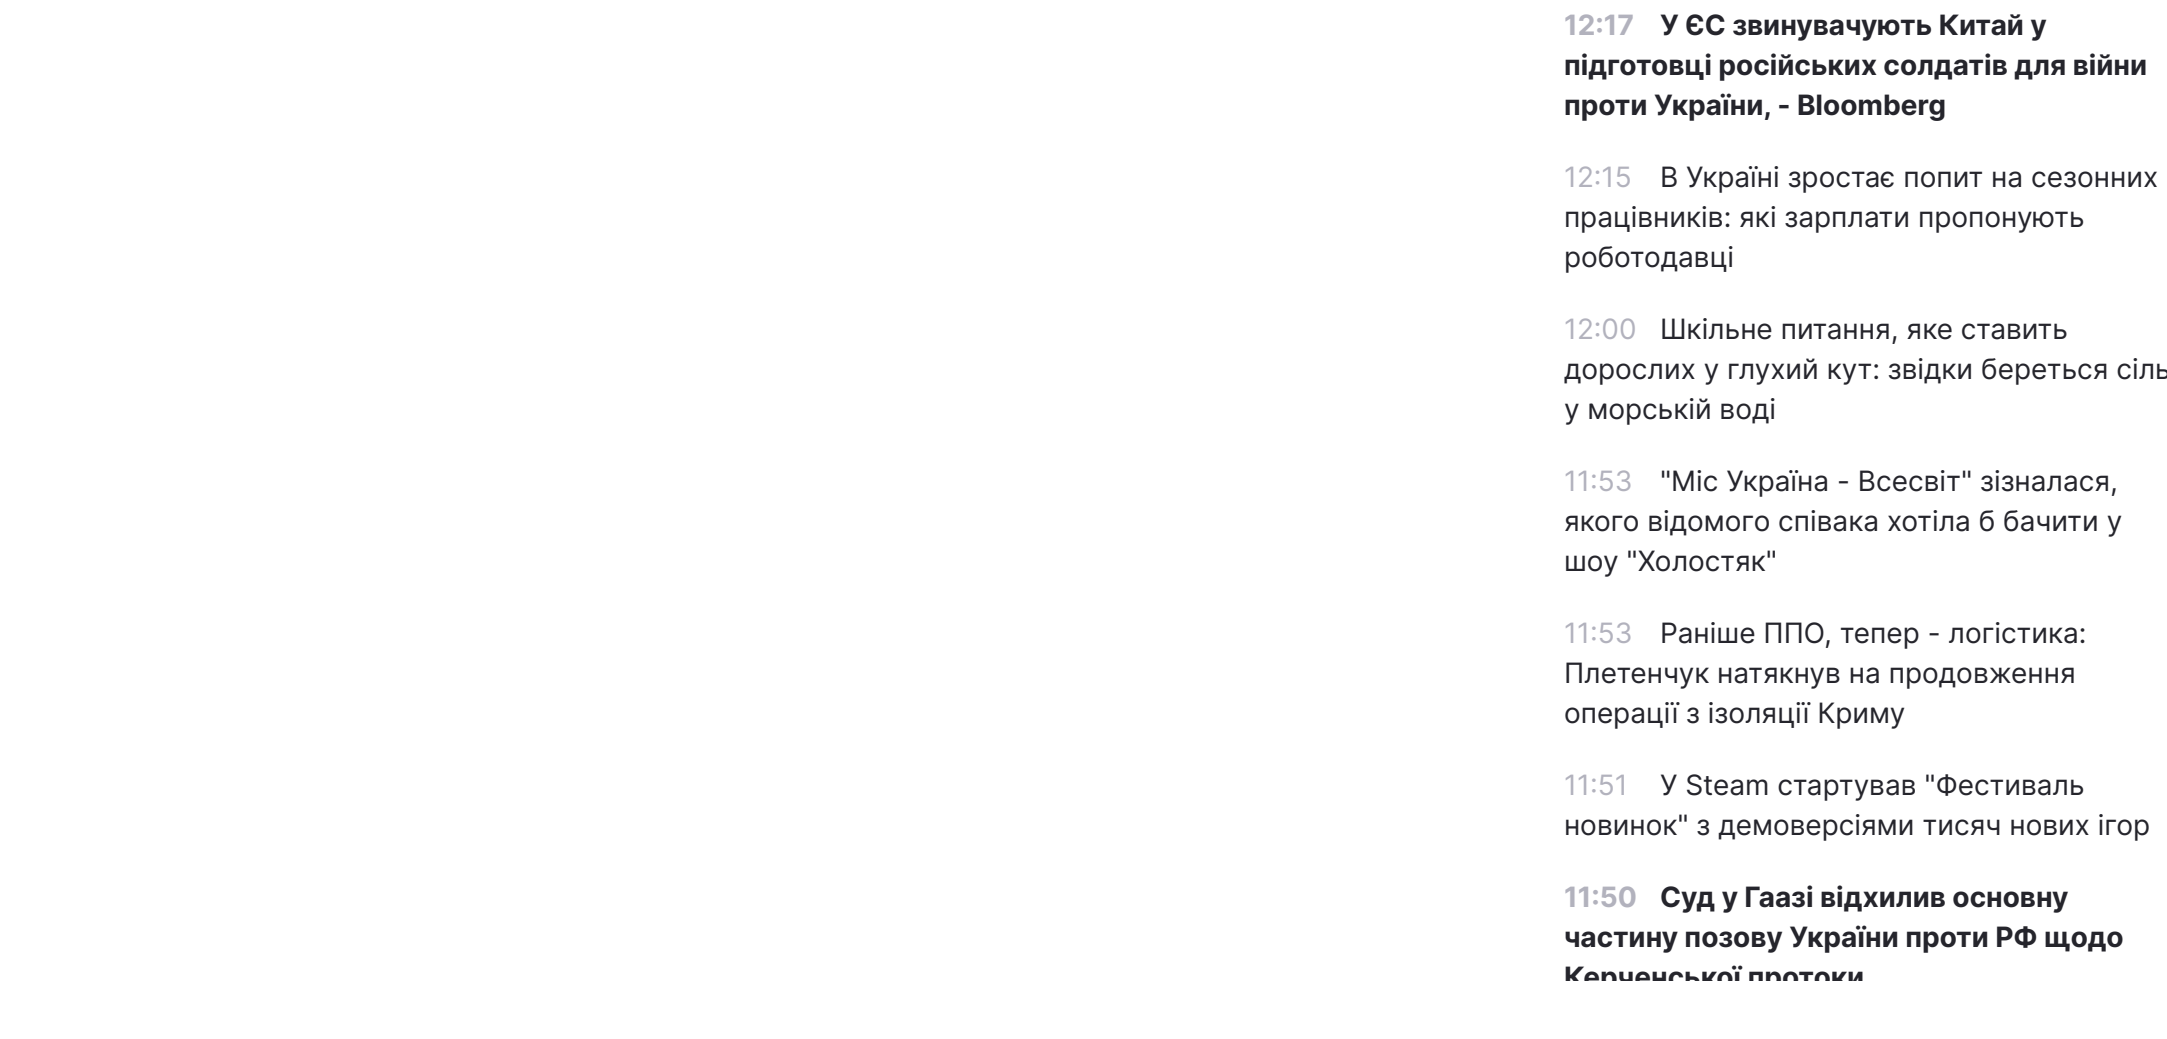 12:17 У ЄС звинувачують Китай у
підготовці російських солдатів для війни
проти України, - Bloomberg
12:15 В Україні зростає попит на сезонних
працівників: які зарплати пропонують
роботодавці
12:00 Шкільне питання, яке ставить
дорослих у глухий кут: звідки береться сіль
у морській воді
11:53 "Міс Україна - Всесвіт" зізналася,
якого відомого співака хотіла б бачити у
шоу "Холостяк"
11:53 Раніше ППО, тепер - логістика:
Плетенчук натякнув на продовження
операції з ізоляції Криму
11:51 У Steam стартував "Фестиваль
новинок" з демоверсіями тисяч нових ігор
11:50 Суд у Гаазі відхилив основну
частину позову України проти РФ щодо
Керченської протоки